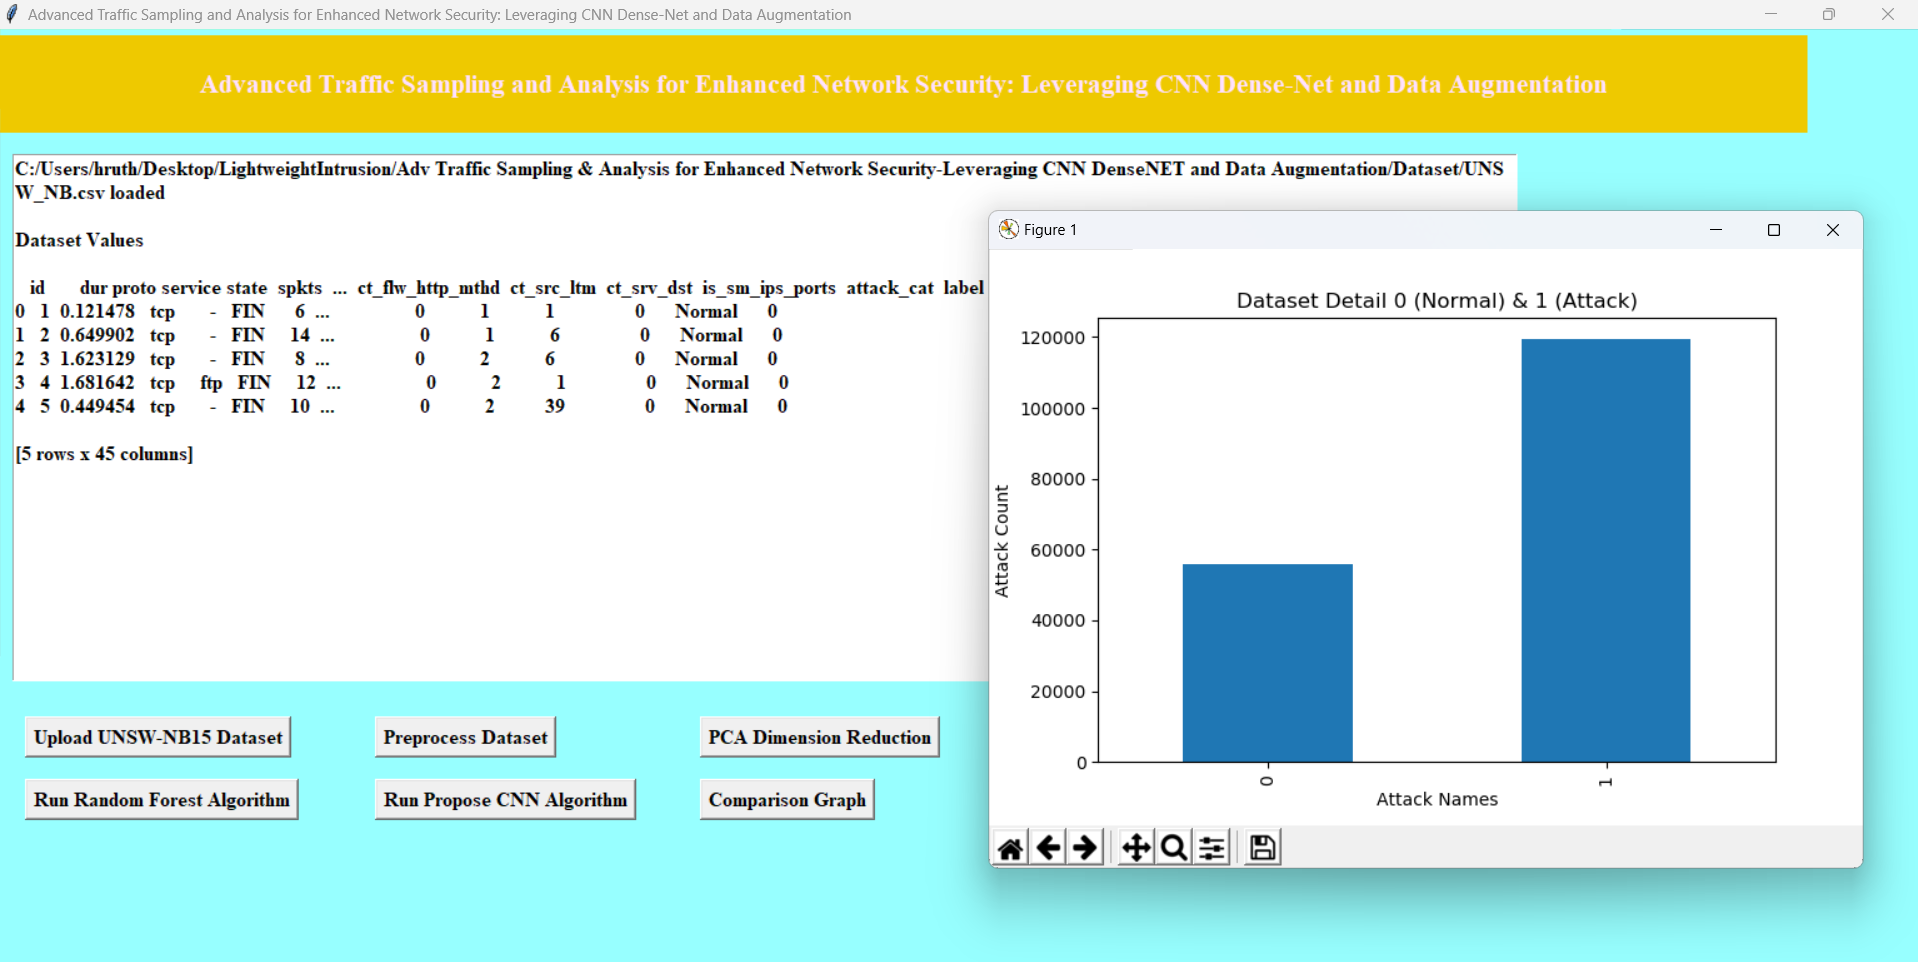 Advanced Traffic Sampling and Analysis for Enhanced Network Security: Leveraging CNN Dense-Net and Data Augmentation
Advanced Traffic Sampling and Analysis for Enhanced Network Security: Leveraging CNN Dense-Net and Data Augmentation
C:/Users/hruth/Desktop/LightweightIntrusion/Adv Traffic Sampling & Analysis for Enhanced Network Security-Leveraging CNN DenseNET and Data Augmentation/Dataset/UNS
W_NB.csv loaded
Dataset Values
id dur proto service state spkts ... ct_flw_http_mthd ct_src_ltm ct_srv_dst is_sm_ips_ports attack_cat label
0 1 0.121478 tcp - FIN 6 ... 0 1 1 0 Normal 0
1 2 0.649902 tcp - FIN 14 ... 0 1 6 0 Normal 0
2 3 1.623129 tcp - FIN 8 ... 0 2 6 0 Normal 0
3 4 1.681642 tcp ftp FIN 12 ... 0 2 1 0 Normal 0
4 5 0.449454 tcp - FIN 10 ... 0 2 39 0 Normal 0
[5 rows x 45 columns]
Upload UNSW-NB15 Dataset
Preprocess Dataset
PCA Dimension Reduction
Run Random Forest Algorithm
Run Propose CNN Algorithm
Comparison Graph
Figure 1
Dataset Detail 0 (Normal) & 1 (Attack)
120000
100000
80000
60000
40000
20000
0
Attack Count
0
1
Attack Names